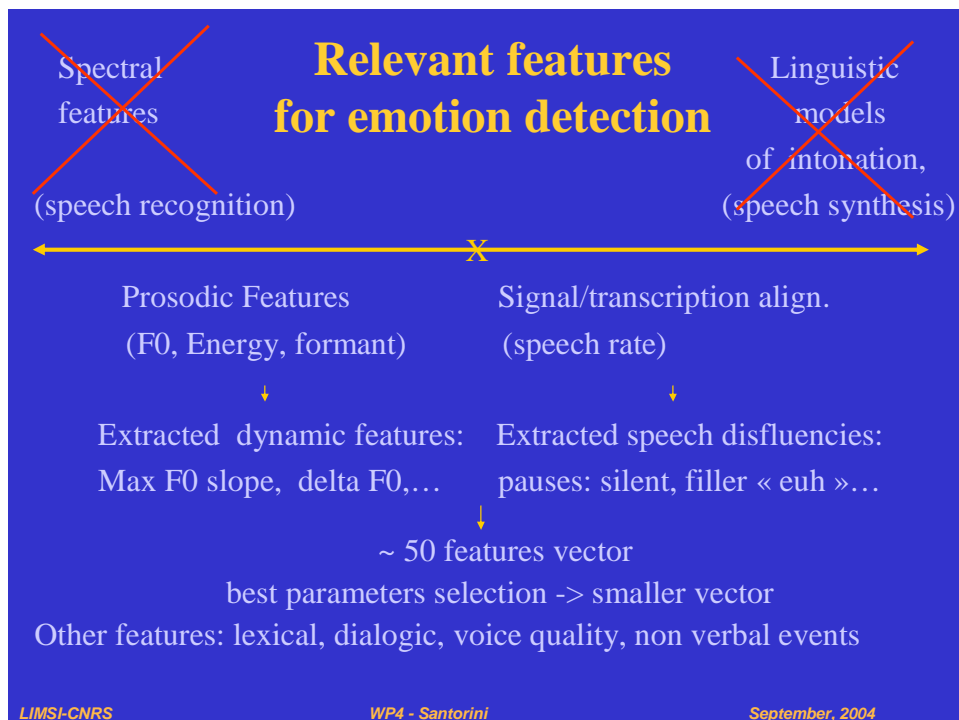 Relevant features
for emotion detection
Spectral
features
(speech recognition)
Linguistic
models
of intonation,
(speech synthesis)
X
Prosodic Features
(F0, Energy, formant)
Signal/transcription align.
(speech rate)
Extracted dynamic features:
Max F0 slope, delta F0,…
Extracted speech disfluencies:
pauses: silent, filler « euh »…
~ 50 features vector
best parameters selection -> smaller vector
Other features: lexical, dialogic, voice quality, non verbal events
LIMSI-CNRS
WP4 - Santorini
September, 2004